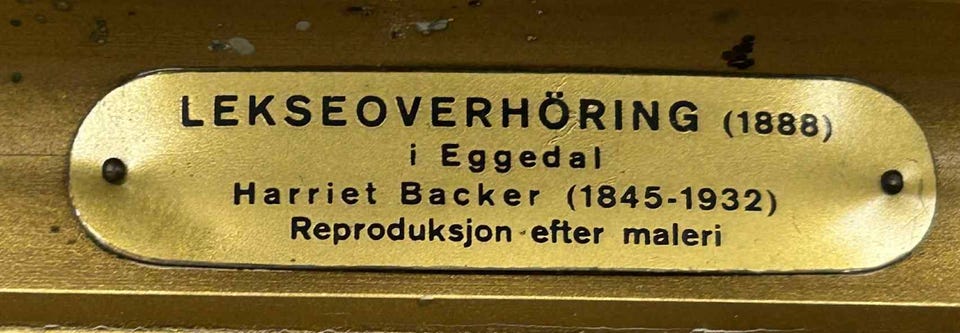 LEKSEOVERHÖRING (1888)
i Eggedal
Harriet Backer (1845-1932)
Reproduksjon efter maleri